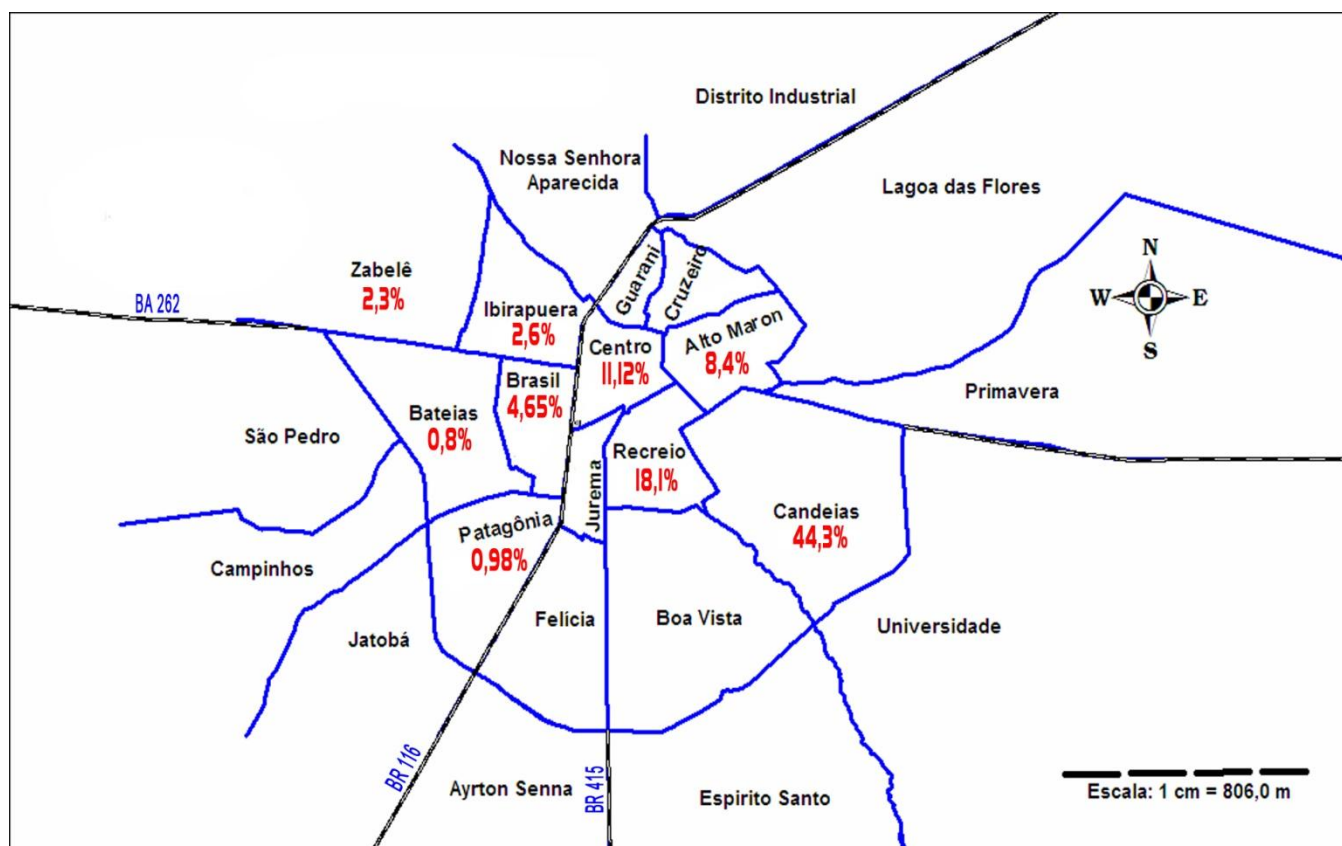 Distrito Industrial
Nossa Senhora
Aparecida
Lagoa das Flores
Guarani
Cruzeiro
Zabelê
2,3%
BA 262
N
W
E
S
Ibirapuera
2,6%
Centro
11,12%
Alto Maron
8,4%
Brasil
4,65%
Primavera
Bateias
0,8%
São Pedro
Recreio
18,1%
Jurema
Candeias
44,3%
Patagônia
0,98%
Campinhos
Felícia
Boa Vista
Universidade
Jatobá
BR 116
BR 415
Ayrton Senna
Espirito Santo
Escala: 1 cm = 806,0 m